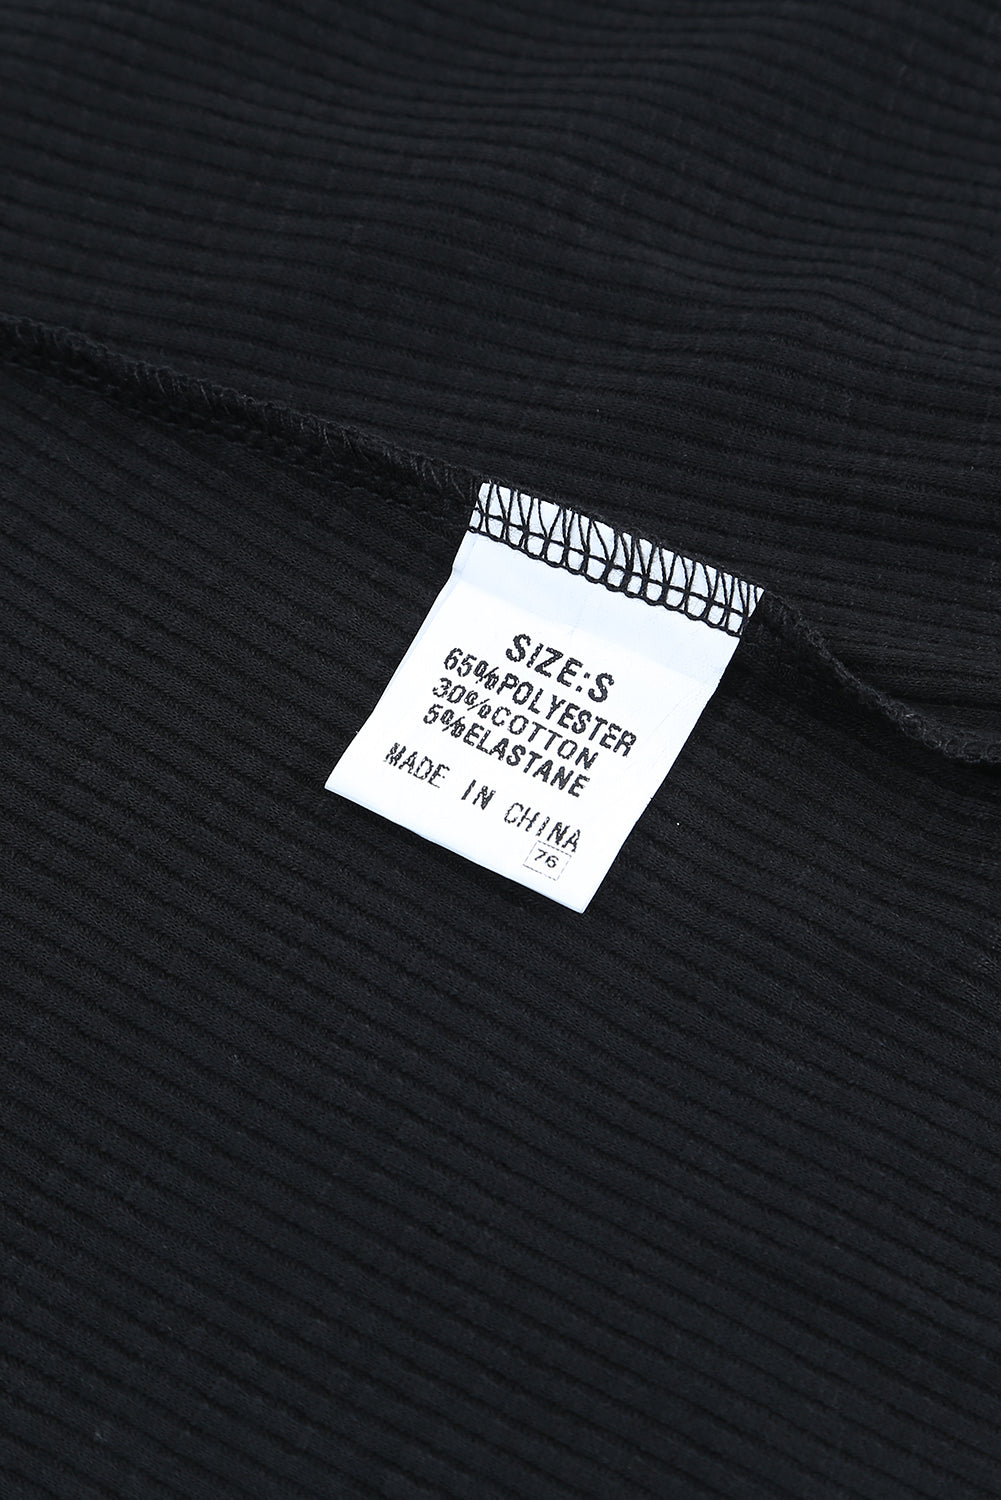 SIZE:S
65%POLYESTER
30%COTTON
5%ELASTANE
MADE IN CHINA
76